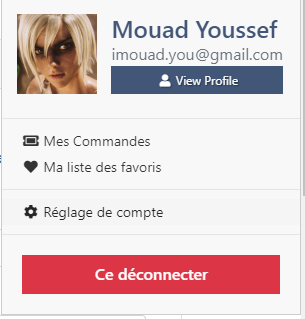 Mouad Youssef
imouad.you@gmail.com
View Profile
Mes Commandes
Ma liste des favoris
Réglage de compte
Ce déconnecter